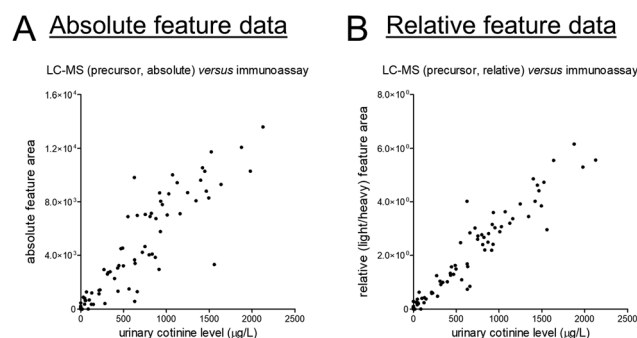 A Absolute feature data
LC-MS (precursor, absolute) versus immunoassay
absolute feature area
1.6×10⁴
1.2×10⁴
8.0×10³
4.0×10³
0
0 500 1000 1500 2000 2500
urinary cotinine level (µg/L)
B Relative feature data
LC-MS (precursor, relative) versus immunoassay
relative (light/heavy) feature area
8.0×10⁰
6.0×10⁰
4.0×10⁰
2.0×10⁰
0
0 500 1000 1500 2000 2500
urinary cotinine level (µg/L)